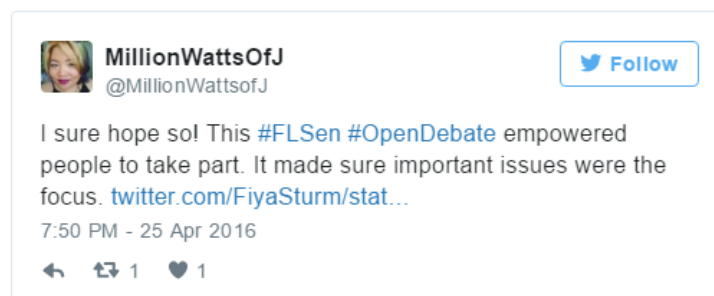 MillionWattsOfJ
@MillionWattsofJ
Follow
I sure hope so! This #FLSen #OpenDebate empowered
people to take part. It made sure important issues were the
focus. twitter.com/FiyaSturm/stat...
7:50 PM - 25 Apr 2016
1 1